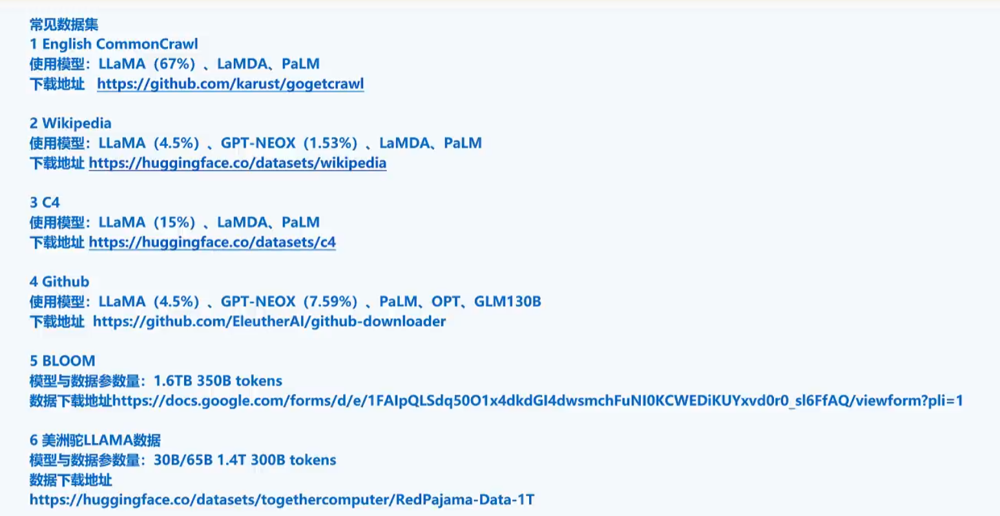 常见数据集
1 English CommonCrawl
使用模型：LLaMA（67%）、LaMDA、PaLM
下载地址 https://github.com/karust/gogetcrawl
2 Wikipedia
使用模型：LLaMA（4.5%）、GPT-NEOX（1.53%）、LaMDA、PaLM
下载地址 https://huggingface.co/datasets/wikipedia
3 C4
使用模型：LLaMA（15%）、LaMDA、PaLM
下载地址 https://huggingface.co/datasets/c4
4 Github
使用模型：LLaMA（4.5%）、GPT-NEOX（7.59%）、PaLM、OPT、GLM130B
下载地址 https://github.com/EleutherAI/github-downloader
5 BLOOM
模型与数据参数量：1.6TB 350B tokens
数据下载地址https://docs.google.com/forms/d/e/1FAIpQLSdq50O1x4dkdGI4dwsmchFuNI0KCWEDiKUYxvd0r0_sl6FfAQ/viewform?pli=1
6 美洲驼LLAMA数据
模型与数据参数量：30B/65B 1.4T 300B tokens
数据下载地址
https://huggingface.co/datasets/togethercomputer/RedPajama-Data-1T